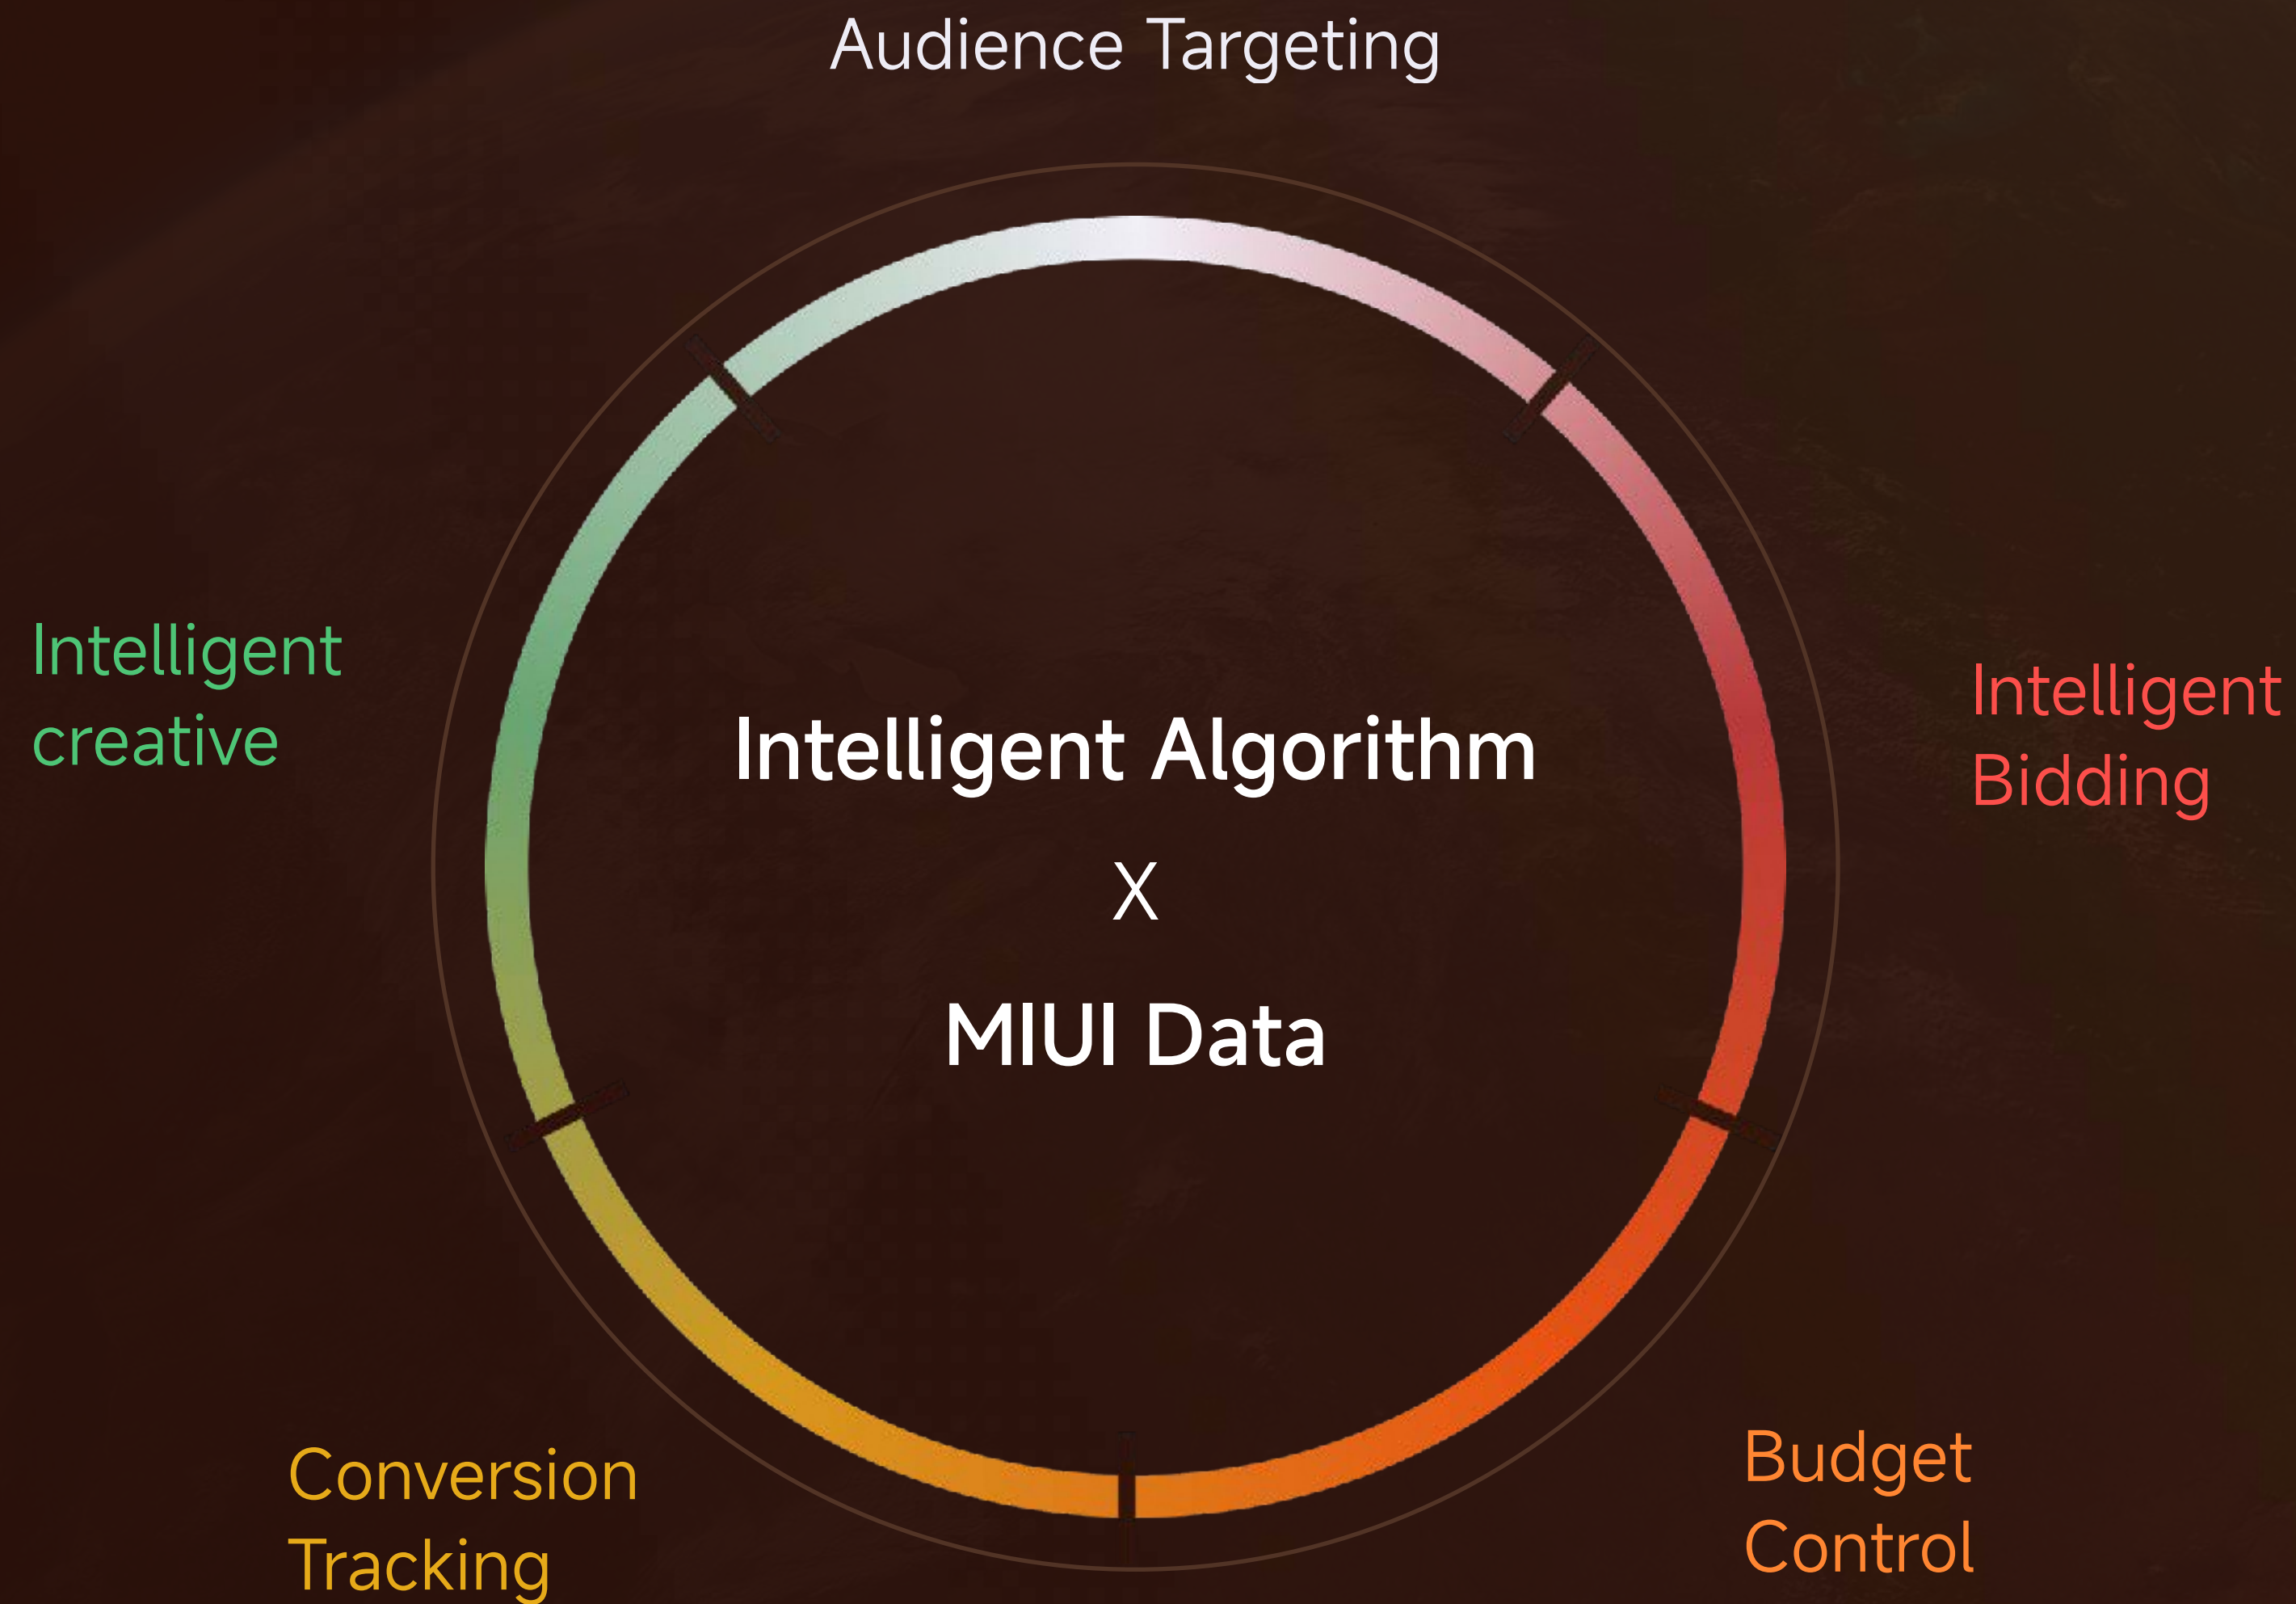 Audience Targeting
Intelligent
creative
Intelligent
Bidding
Intelligent Algorithm
X
MIUI Data
Conversion
Tracking
Budget
Control